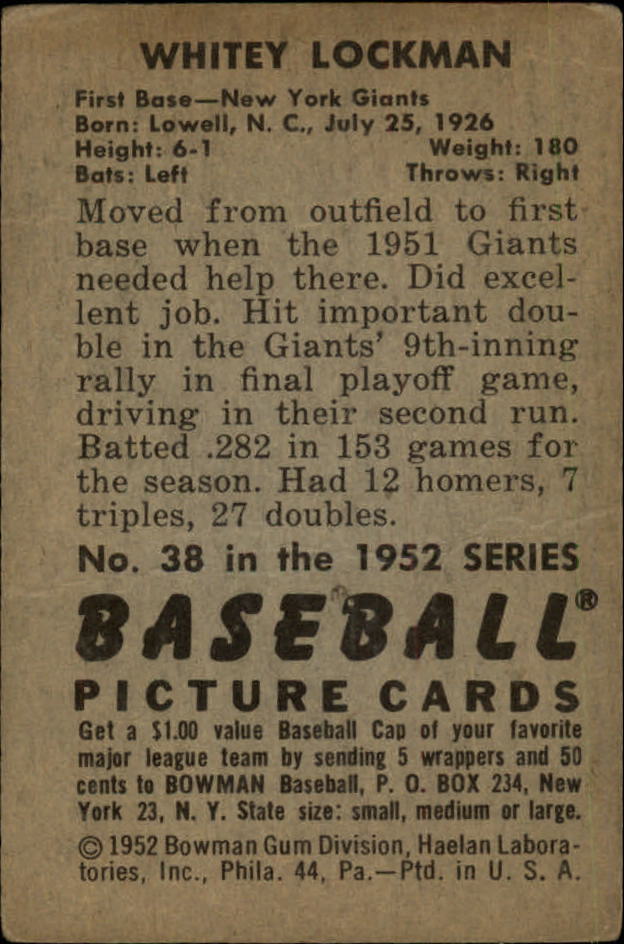 WHITEY LOCKMAN
First Base—New York Giants
Born: Lowell, N. C., July 25, 1926
Height: 6-1 Weight: 180
Bats: Left Throws: Right
Moved from outfield to first
base when the 1951 Giants
needed help there. Did excel-
lent job. Hit important dou-
ble in the Giants' 9th-inning
rally in final playoff game,
driving in their second run.
Batted .282 in 153 games for
the season. Had 12 homers, 7
triples, 27 doubles.
No. 38 in the 1952 SERIES
BASEBALL®
PICTURE CARDS
Get a $1.00 value Baseball Cap of your favorite
major league team by sending 5 wrappers and 50
cents to BOWMAN Baseball, P. O. BOX 234, New
York 23, N. Y. State size: small, medium or large.
© 1952 Bowman Gum Division, Haelan Labora-
tories, Inc., Phila. 44, Pa.—Ptd. in U. S. A.